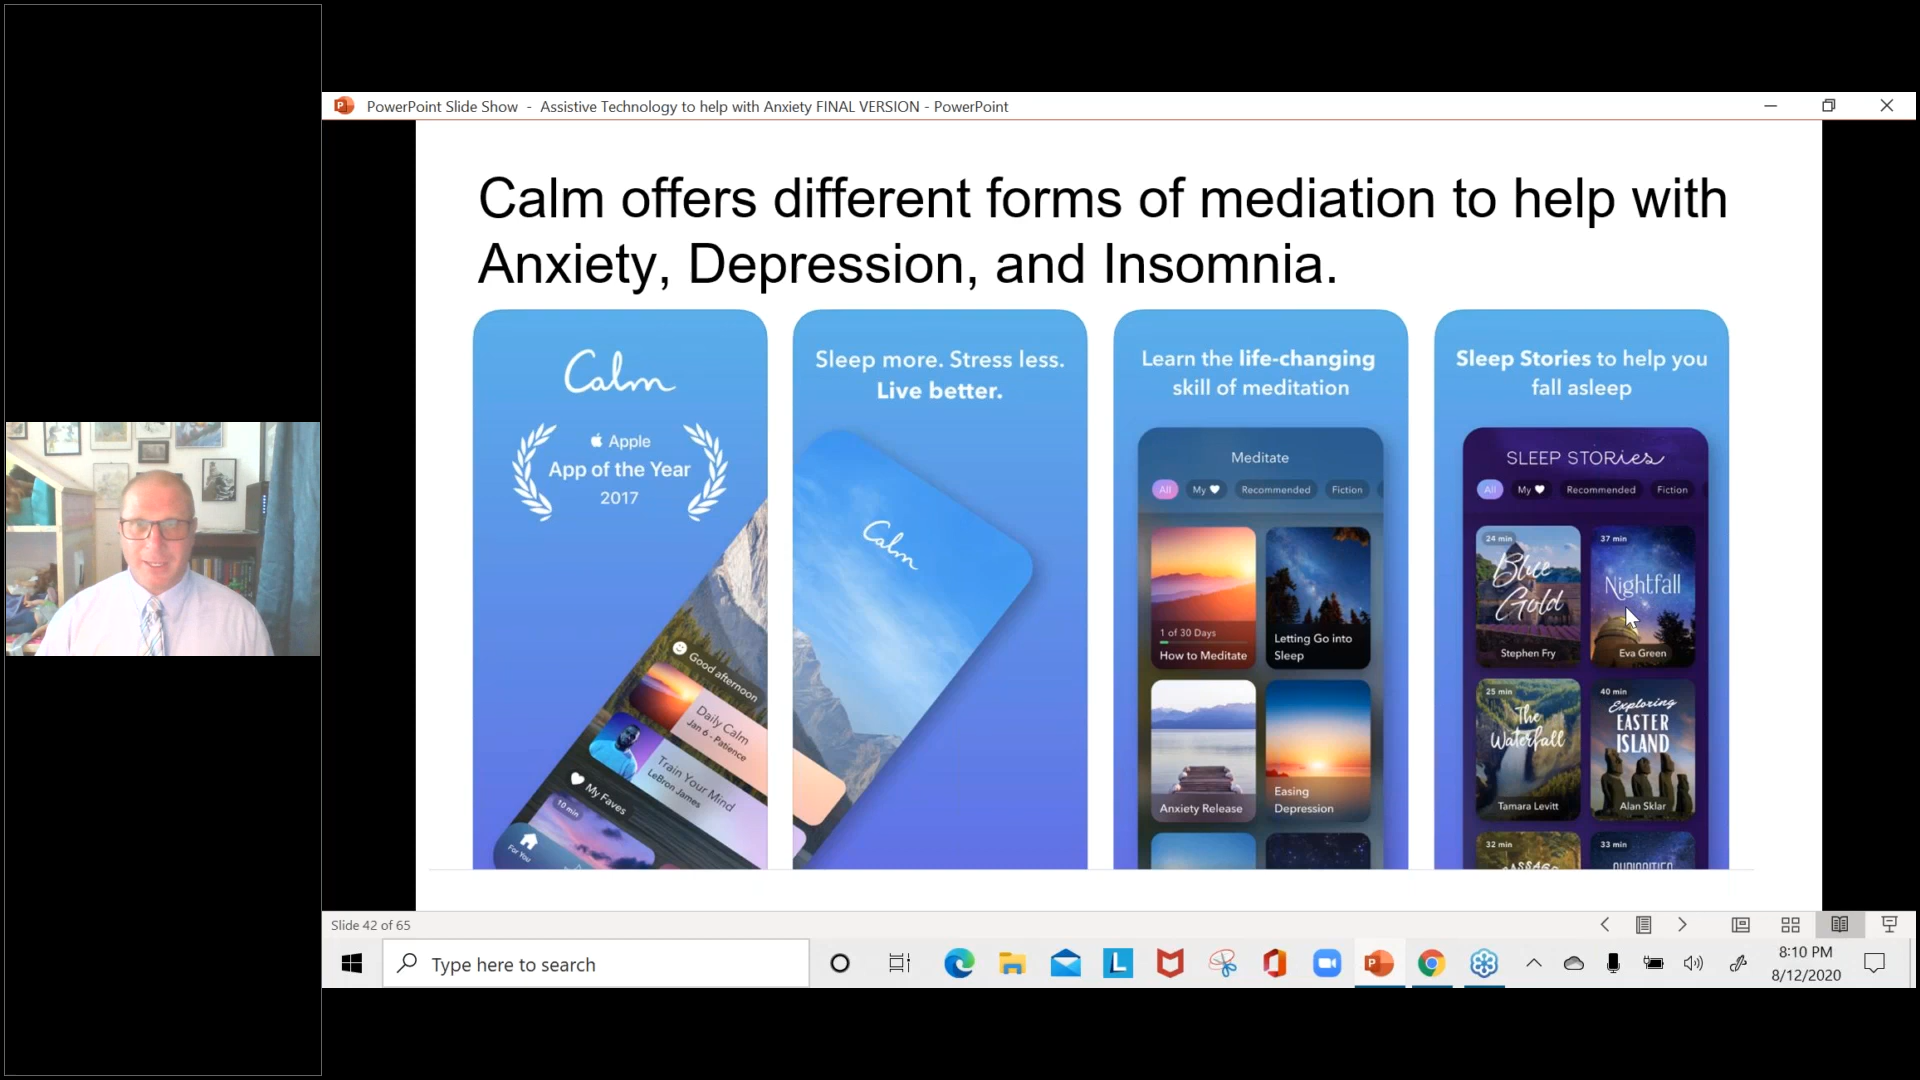 PowerPoint Slide Show - Assistive Technology to help with Anxiety FINAL VERSION - PowerPoint
Calm offers different forms of mediation to help with
Anxiety, Depression, and Insomnia.
Calm
Apple
App of the Year
2017
Good afternoon
Daily Calm
Jan 6 - Patience
Train Your Mind
LeBron James
My Faves
10 min
For You
Sleep more. Stress less.
Live better.
Calm
Learn the life-changing
skill of meditation
Meditate
All My Recommended Fiction
1 of 30 Days
How to Meditate
Letting Go into
Sleep
Anxiety Release
Easing
Depression
Sleep Stories to help you
fall asleep
SLEEP STORies
All My Recommended Fiction
24 min
Blue
Gold
Stephen Fry
37 min
Nightfall
Eva Green
25 min
The
Waterfall
Tamara Levitt
40 min
Exploring
EASTER
ISLAND
Alan Sklar
32 min
33 min
Slide 42 of 65
Type here to search
8:10 PM
8/12/2020